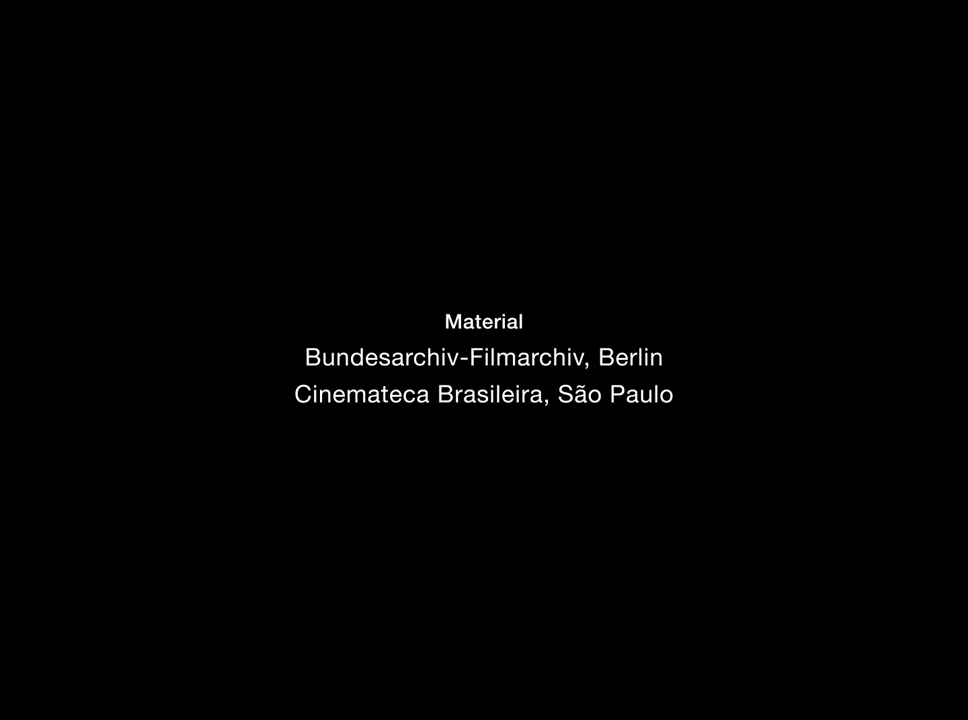 Material
Bundesarchiv-Filmarchiv, Berlin
Cinemateca Brasileira, São Paulo